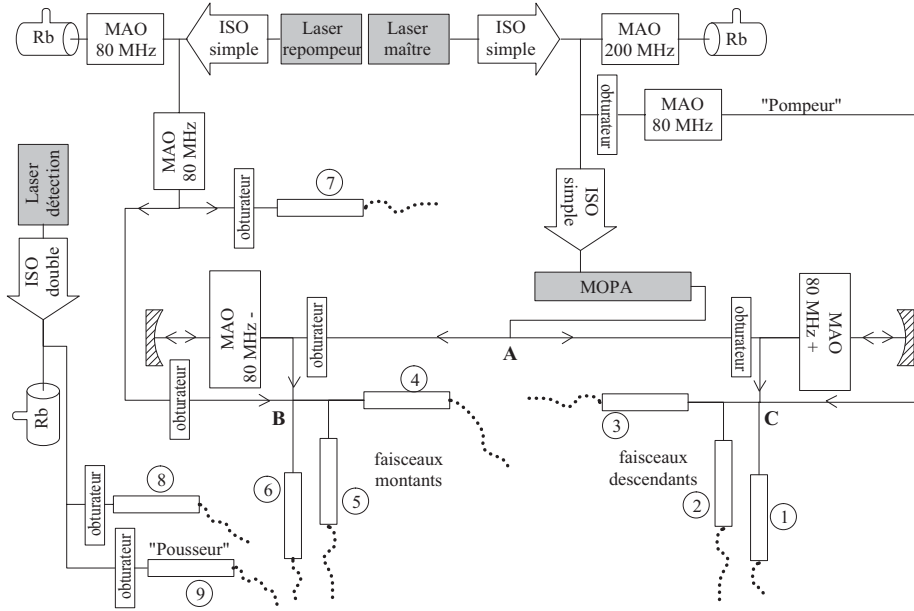 Rb
MAO
80 MHz
ISO
simple
Laser
repompeur
Laser
maître
ISO
simple
MAO
200 MHz
Rb
obturateur
MAO
80 MHz
"Pompeur"
MAO
80 MHz
Laser
détection
obturateur
7
ISO
simple
ISO
double
MOPA
MAO
80 MHz -
obturateur
A
obturateur
MAO
80 MHz +
Rb
obturateur
B
4
3
C
faisceaux
montants
faisceaux
descendants
8
6
5
2
1
obturateur
"Pousseur"
obturateur
9